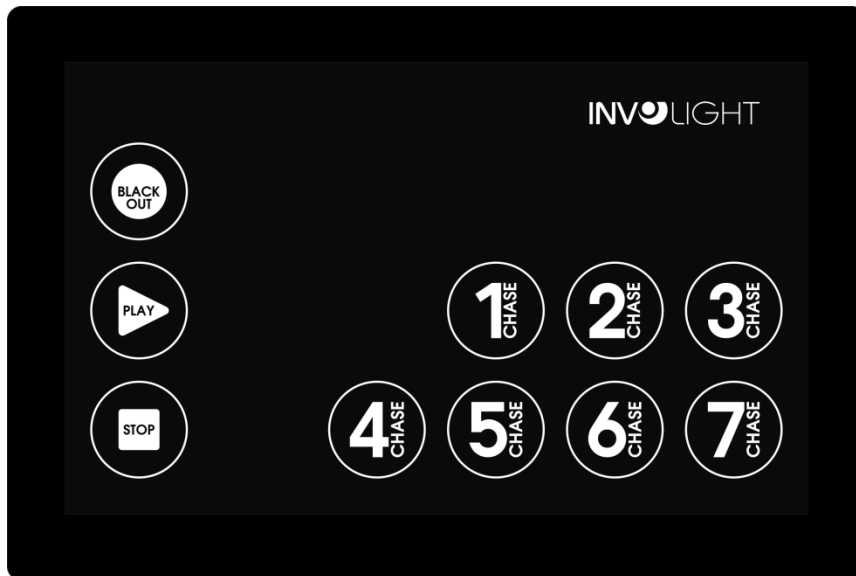 INVOLIGHT
BLACK
OUT
PLAY
1 CHASE
2 CHASE
3 CHASE
STOP
4 CHASE
5 CHASE
6 CHASE
7 CHASE